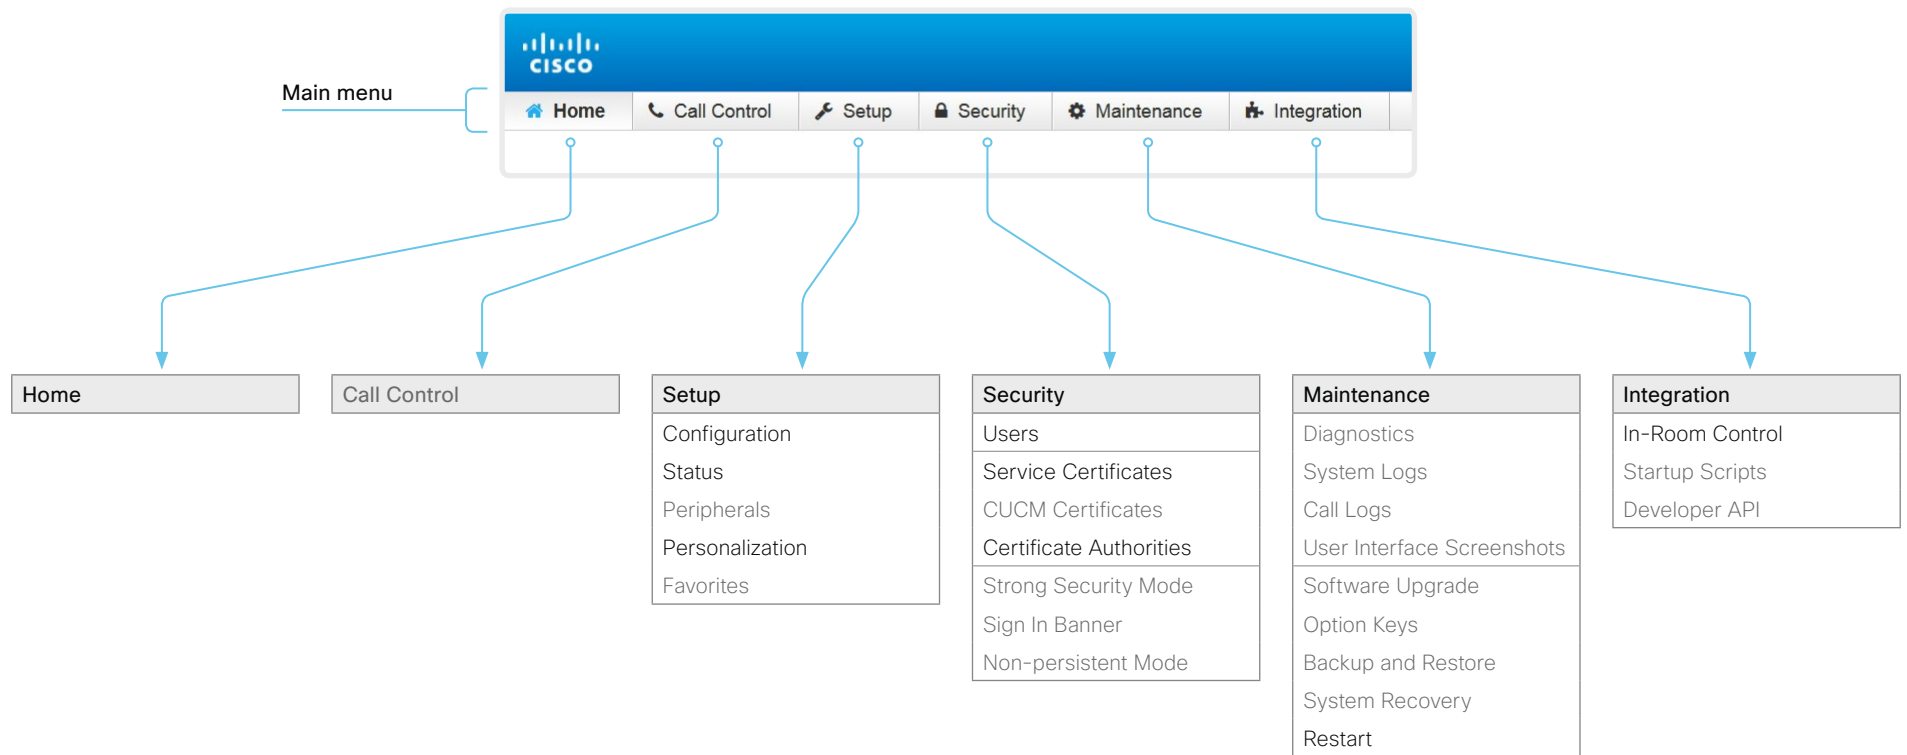 CISCO
Main menu
Home Call Control Setup Security Maintenance Integration
Home
Call Control
Setup
Configuration
Status
Peripherals
Personalization
Favorites
Security
Users
Service Certificates
CUCM Certificates
Certificate Authorities
Strong Security Mode
Sign In Banner
Non-persistent Mode
Maintenance
Diagnostics
System Logs
Call Logs
User Interface Screenshots
Software Upgrade
Option Keys
Backup and Restore
System Recovery
Restart
Integration
In-Room Control
Startup Scripts
Developer API